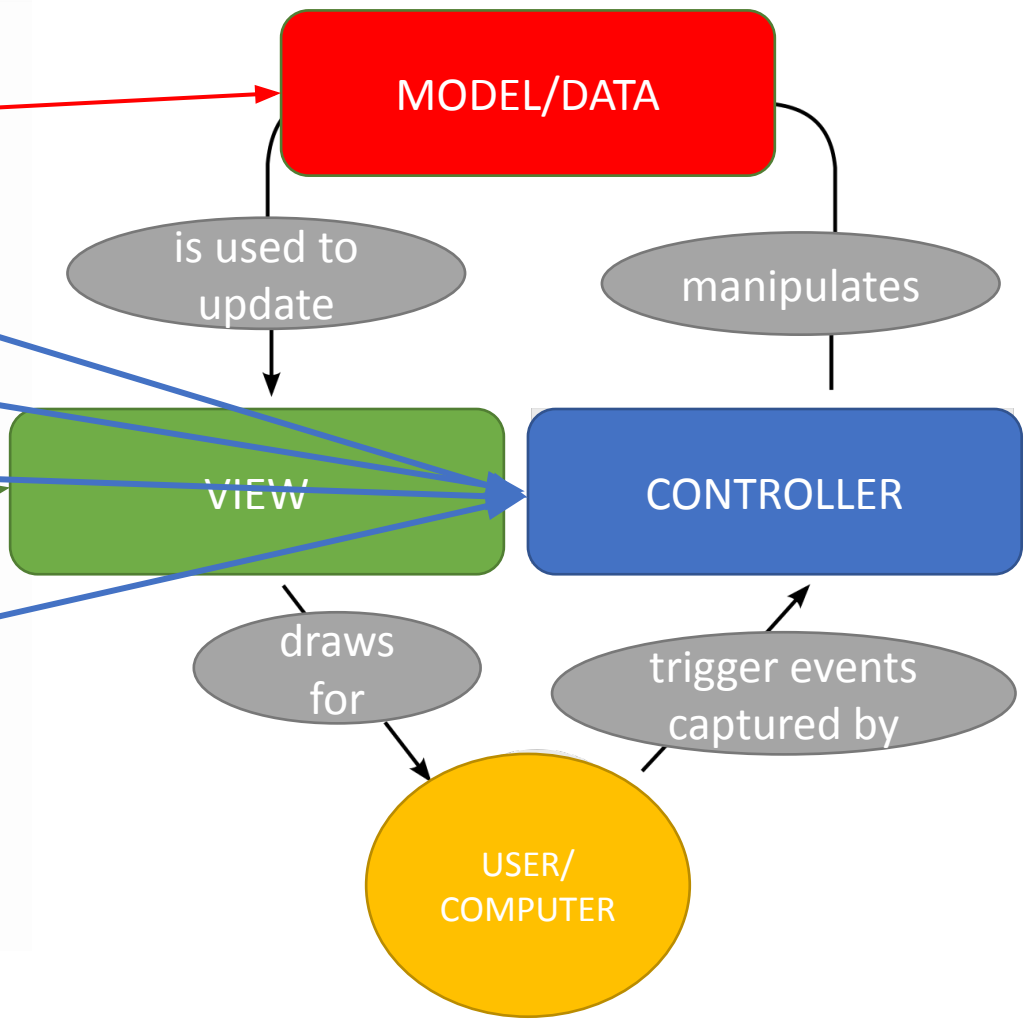 MODEL/DATA
is used to
update
manipulates
VIEW
CONTROLLER
draws
for
trigger events
captured by
USER/
COMPUTER